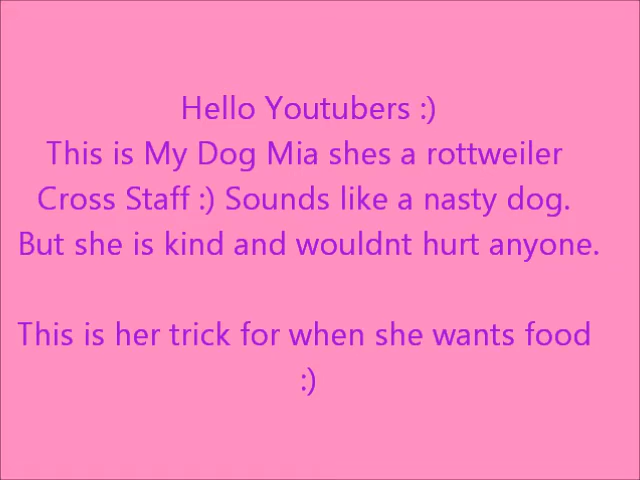 Hello Youtubers :)
This is My Dog Mia shes a rottweiler
Cross Staff :) Sounds like a nasty dog.
But she is kind and wouldnt hurt anyone.
This is her trick for when she wants food
:)